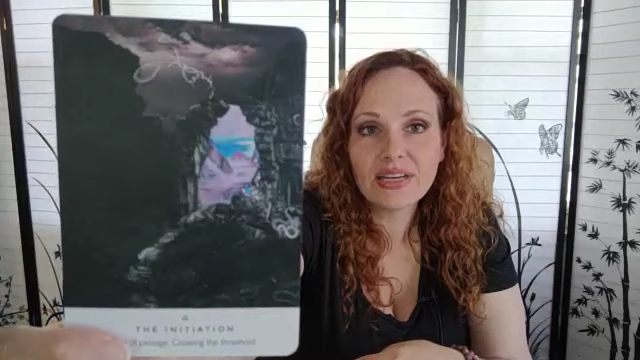 THE INITIATION
of passage. Crossing the threshold